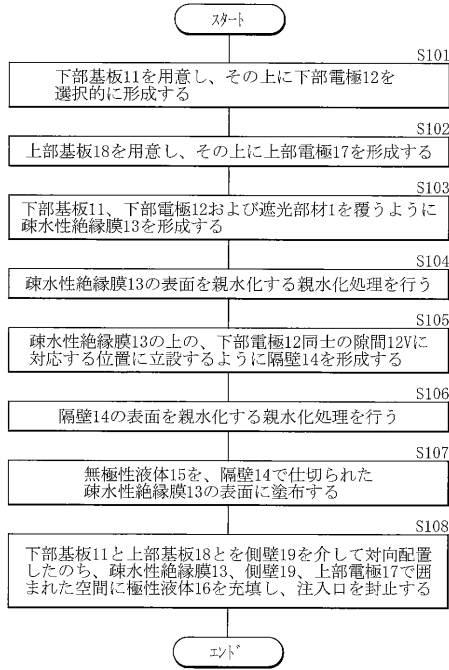 スタート
S101
下部基板11を用意し、その上に下部電極12を
選択的に形成する
S102
上部基板18を用意し、その上に上部電極17を形成する
S103
下部基板11、下部電極12および遮光部材1を覆うように
疎水性絶縁膜13を形成する
S104
疎水性絶縁膜13の表面を親水化する親水化処理を行う
S105
疎水性絶縁膜13の上の、下部電極12同士の隙間12Vに
対応する位置に立設するように隔壁14を形成する
S106
隔壁14の表面を親水化する親水化処理を行う
S107
無極性液体15を、隔壁14で仕切られた
疎水性絶縁膜13の表面に塗布する
S108
下部基板11と上部基板18とを側壁19を介して対向配置
したのち、疎水性絶縁膜13、側壁19、上部電極17で囲
まれた空間に極性液体16を充填し、注入口を封止する
エンド